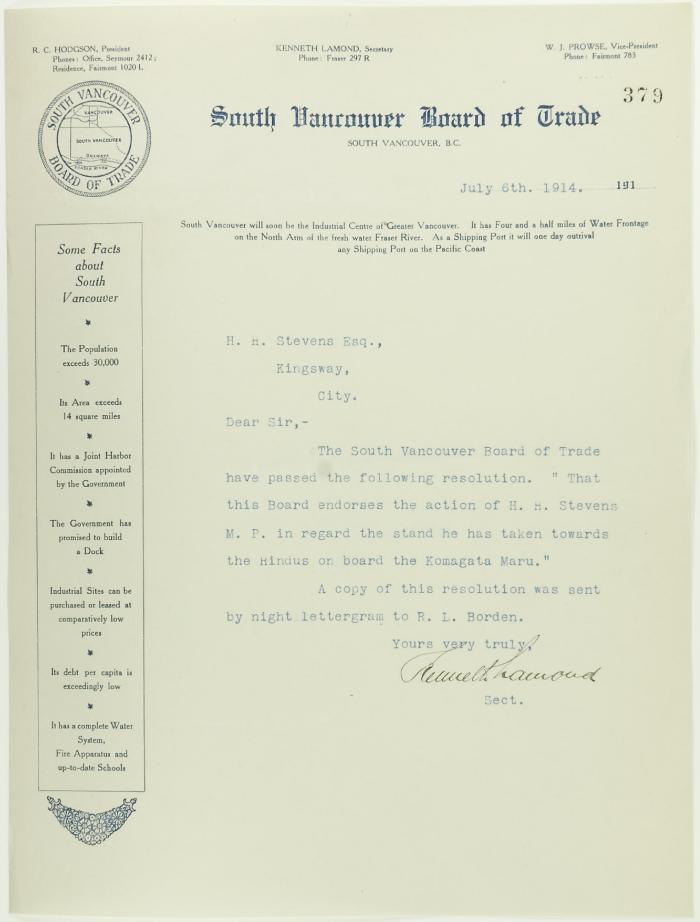 R. C. HODGSON, President
Phones: Office, Seymour 2412;
Residence, Fairmont 1020 L
KENNETH LAMOND, Secretary
Phone: Fraser 297 R
W. J. PROWSE, Vice-President
Phone: Fairmont 783
379
SOUTH VANCOUVER
VANCOUVER
SOUTH VANCOUVER
FRASER RIVER
BOARD OF TRADE
South Vancouver Board of Trade
SOUTH VANCOUVER, B.C.
July 6th. 1914. 191
South Vancouver will soon be the Industrial Centre of "Greater Vancouver. It has Four and a half miles of Water Frontage
on the North Arm of the fresh water Fraser River. As a Shipping Port it will one day outrival
any Shipping Port on the Pacific Coast
Some Facts
about
South
Vancouver
The Population
exceeds 30,000
Its Area exceeds
14 square miles
It has a Joint Harbor
Commission appointed
by the Government
The Government has
promised to build
a Dock
Industrial Sites can be
purchased or leased at
comparatively low
prices
Its debt per capita is
exceedingly low
It has a complete Water
System,
Fire Apparatus and
up-to-date Schools
H. H. Stevens Esq.,
Kingsway,
City.
Dear Sir,-
The South Vancouver Board of Trade
have passed the following resolution. " That
this Board endorses the action of H. H. Stevens
M. P. in regard the stand he has taken towards
the Hindus on board the Komagata Maru."
A copy of this resolution was sent
by night lettergram to R. L. Borden.
Yours very truly,
Kenneth Lamond
Sect.